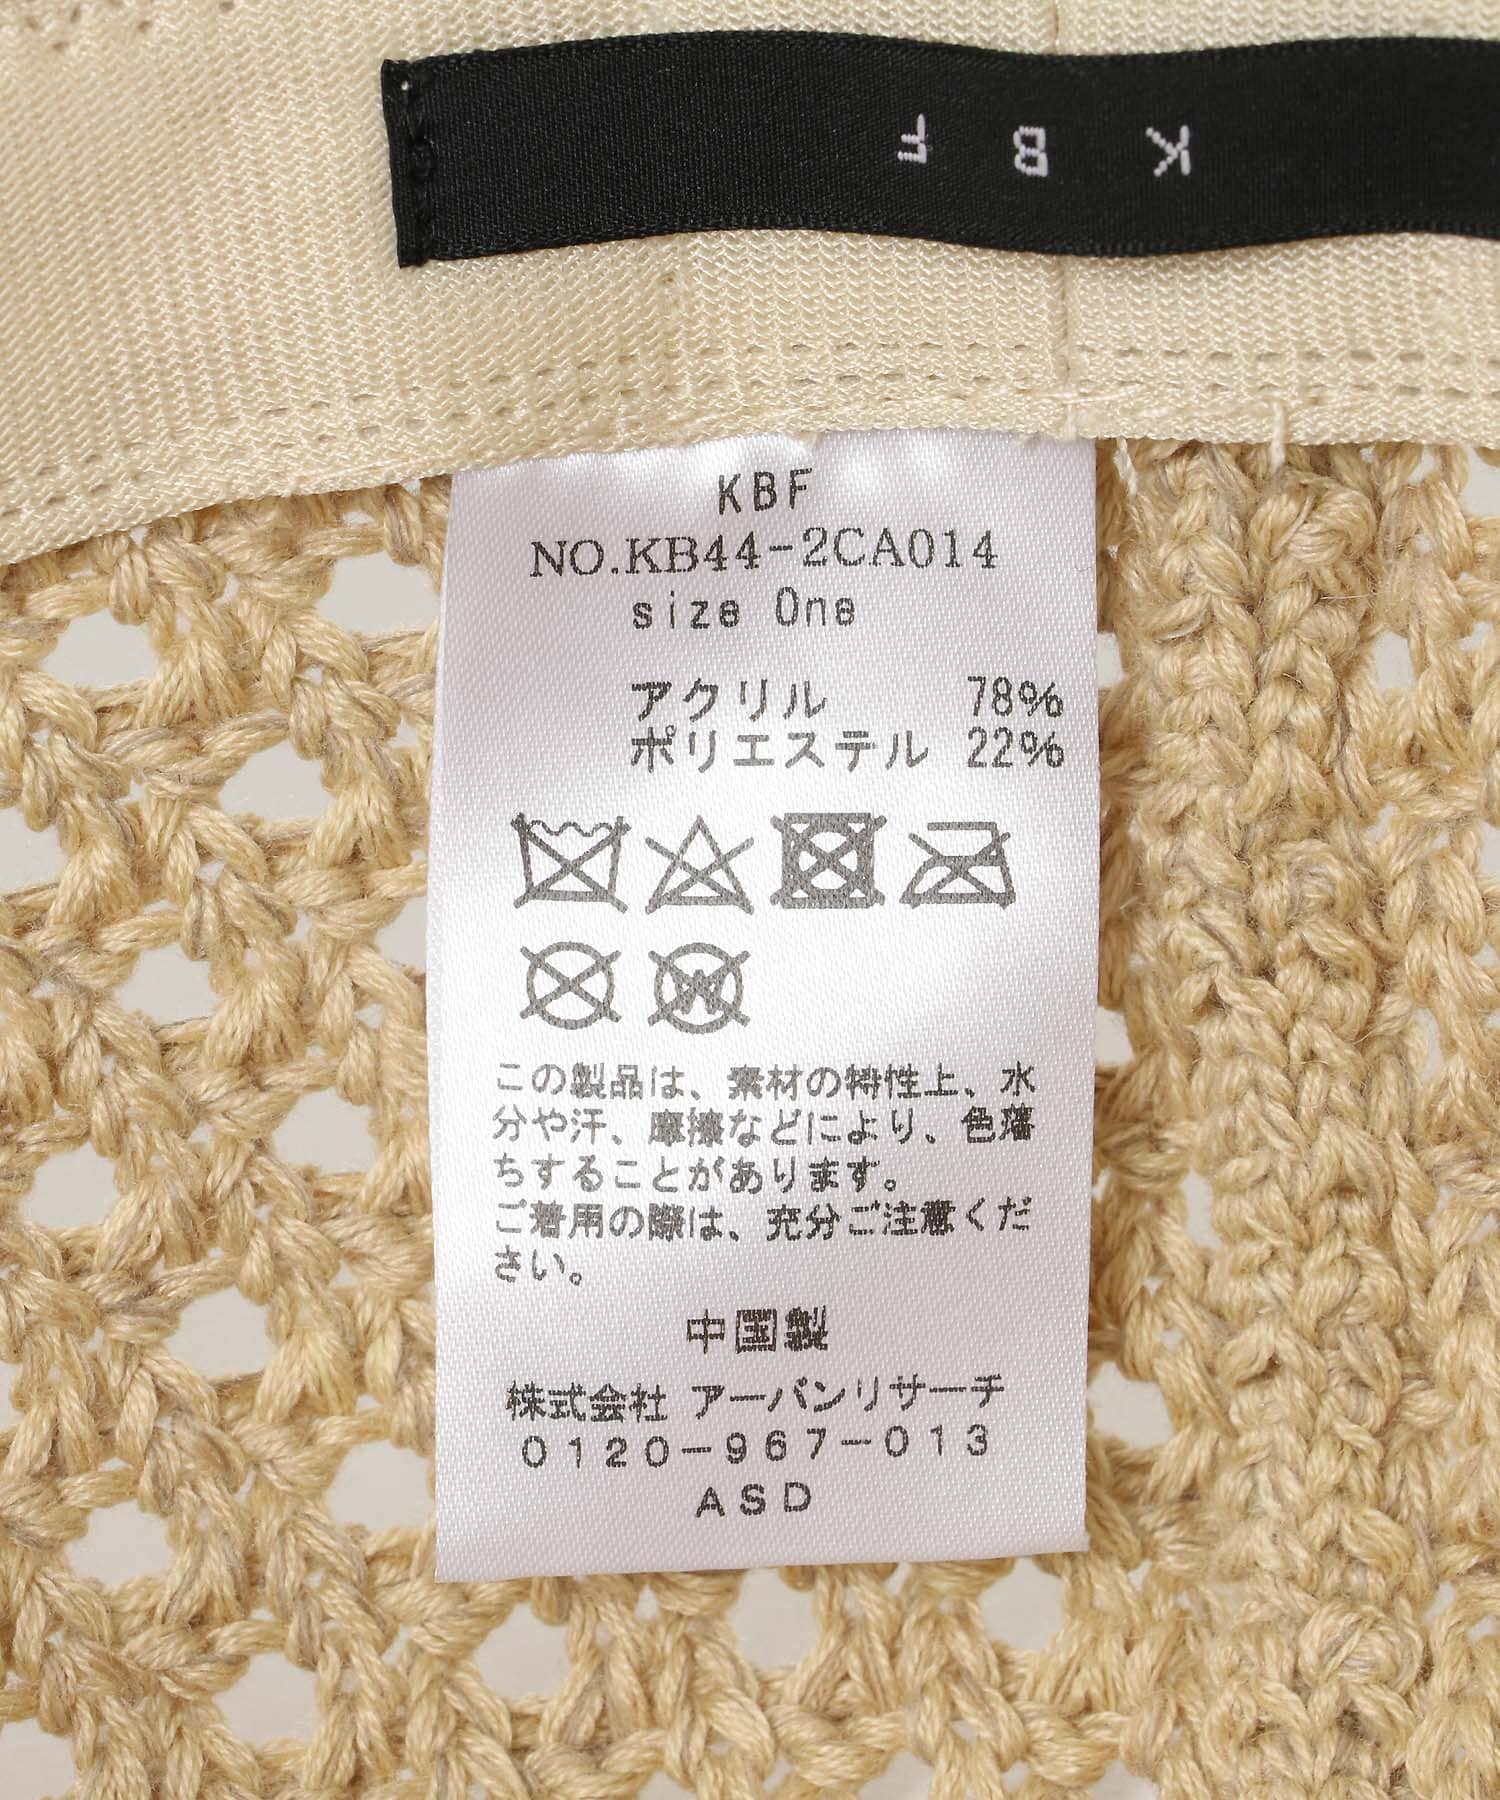 KBF
KBF
NO.KB44-2CA014
size One
アクリル 78%
ポリエステル 22%
W
この製品は、素材の特性上、水
分や汗、摩擦などにより、色落
ちすることがあります。
ご着用の際は、充分ご注意くだ
さい。
中国製
株式会社 アーバンリサーチ
0120-967-013
ASD